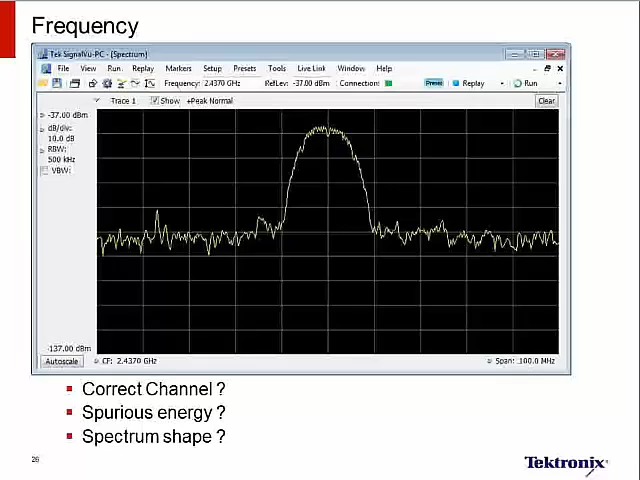 Frequency
Tek SignalVu-PC - [Spectrum]
File View Run Replay Markers Setup Presets Tools Live Link Window Help
Frequency: 2.4370 GHz RefLev: -37.00 dBm Connection: Preset Replay Run
Trace 1 Show +Peak Normal Clear
-37.00 dBm
dB/div:
10.0 dB
RBW:
500 kHz
VBW:
-137.00 dBm
Autoscale CF: 2.4370 GHz Span: 100.0 MHz
Correct Channel ?
Spurious energy ?
Spectrum shape ?
26
Tektronix